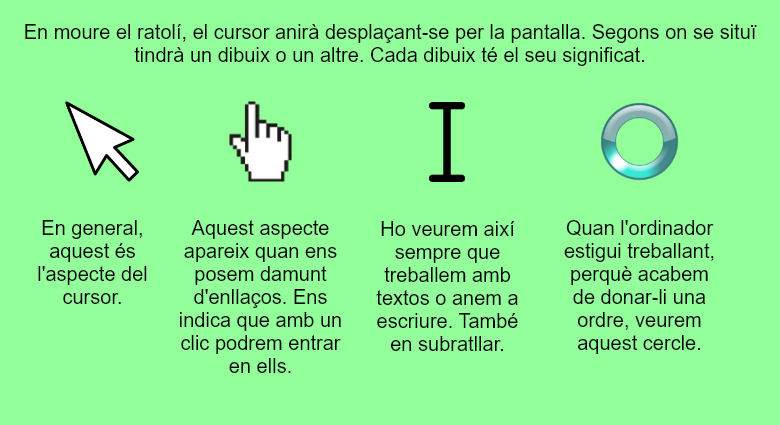 En moure el ratolí, el cursor anirà desplaçant-se per la pantalla. Segons on se situï
tindrà un dibuix o un altre. Cada dibuix té el seu significat.
En general,
aquest és
l'aspecte del
cursor.
Aquest aspecte
apareix quan ens
posem damunt
d'enllaços. Ens
indica que amb un
clic podrem entrar
en ells.
Ho veurem així
sempre que
treballem amb
textos o anem a
escriure. També
en subratllar.
Quan l'ordinador
estigui treballant,
perquè acabem
de donar-li una
ordre, veurem
aquest cercle.